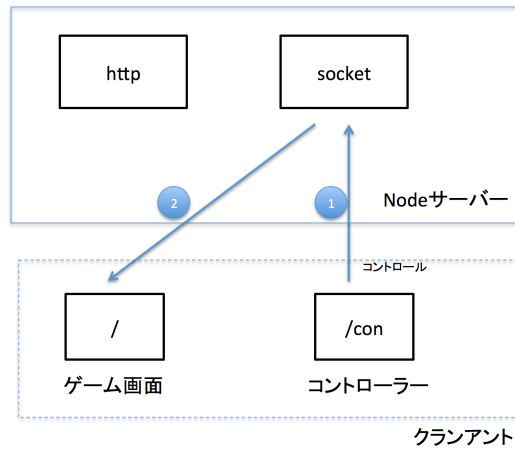 http
socket
2
1
Nodeサーバー
コントロール
/
/con
ゲーム画面
コントローラー
クランアント